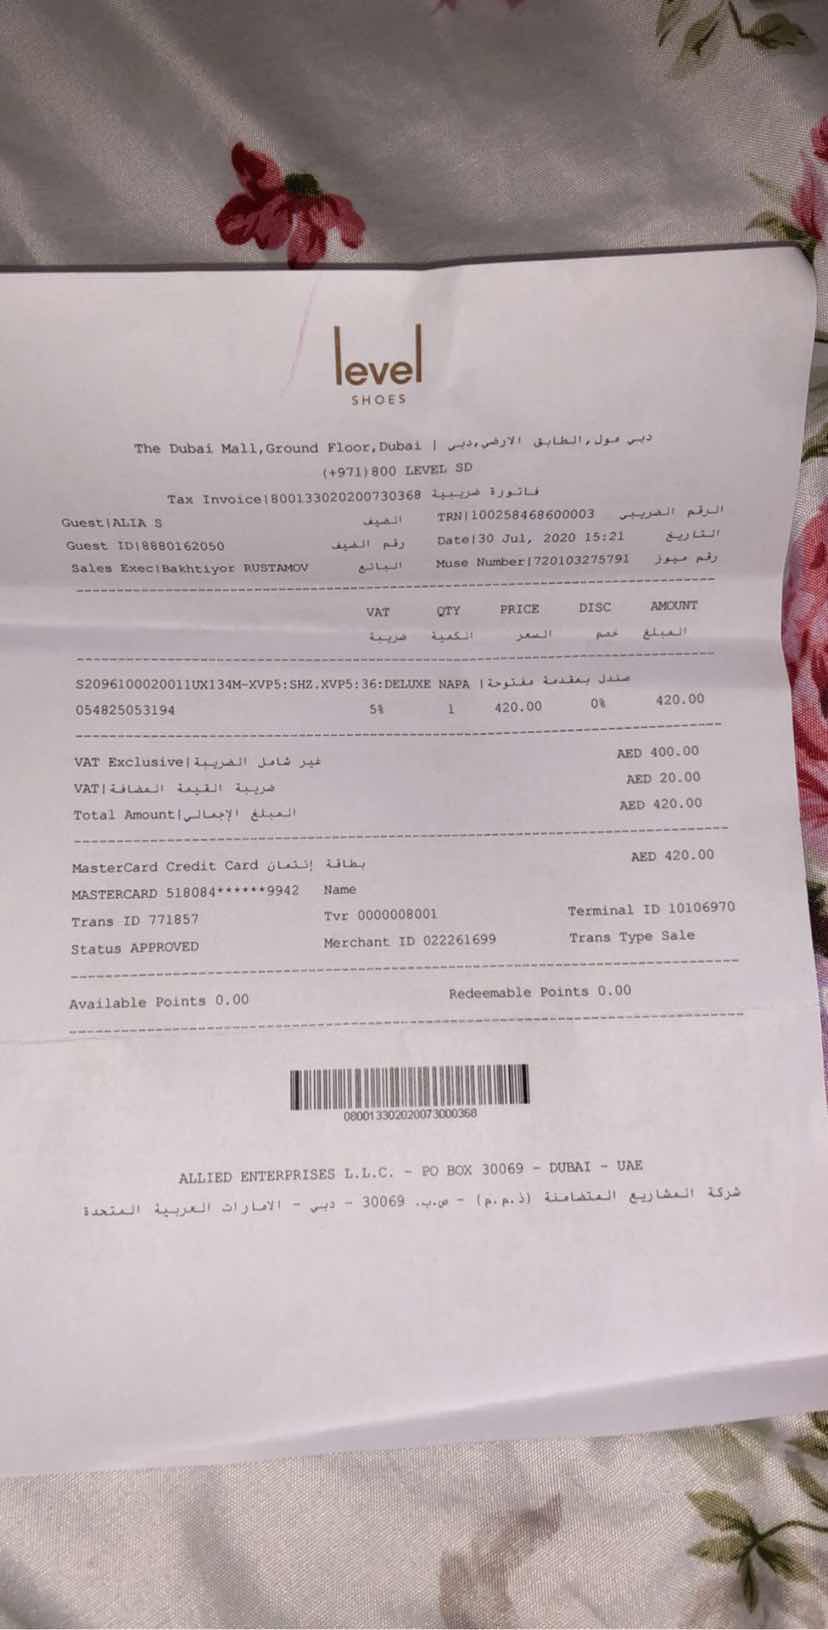 level
SHOES
The Dubai Mall,Ground Floor,Dubai | دبي مول,الطابق الارضي,دبي
(+971)800 LEVEL SD
Tax Invoice|800133020200730368 فاتورة ضريبية
Guest|ALIA S الضيف TRN|100258468600003 الرقم الضريبي
Guest ID|8880162050 رقم الضيف Date|30 Jul, 2020 15:21 التاريخ
Sales Exec|Bakhtiyor RUSTAMOV البائع Muse Number|720103275791 رقم ميوز
VAT QTY PRICE DISC AMOUNT
ضريبة الكمية السعر خصم المبلغ
S2096100020011UX134M-XVP5:SHZ.XVP5:36:DELUXE NAPA | صندل بمقدمة مفتوحة
054825053194 5% 1 420.00 0% 420.00
VAT Exclusive|غير شامل الضريبة AED 400.00
VAT|ضريبة القيمة المضافة AED 20.00
Total Amount|المبلغ الإجمالي AED 420.00
MasterCard Credit Card بطاقة إئتمان AED 420.00
MASTERCARD 518084******9942 Name
Trans ID 771857 Tvr 0000008001 Terminal ID 10106970
Status APPROVED Merchant ID 022261699 Trans Type Sale
Available Points 0.00 Redeemable Points 0.00
080013302020073000368
ALLIED ENTERPRISES L.L.C. - PO BOX 30069 - DUBAI - UAE
شركة المشاريع المتضامنة (ذ.م.م) - ص.ب. 30069 - دبي - الامارات العربية المتحدة